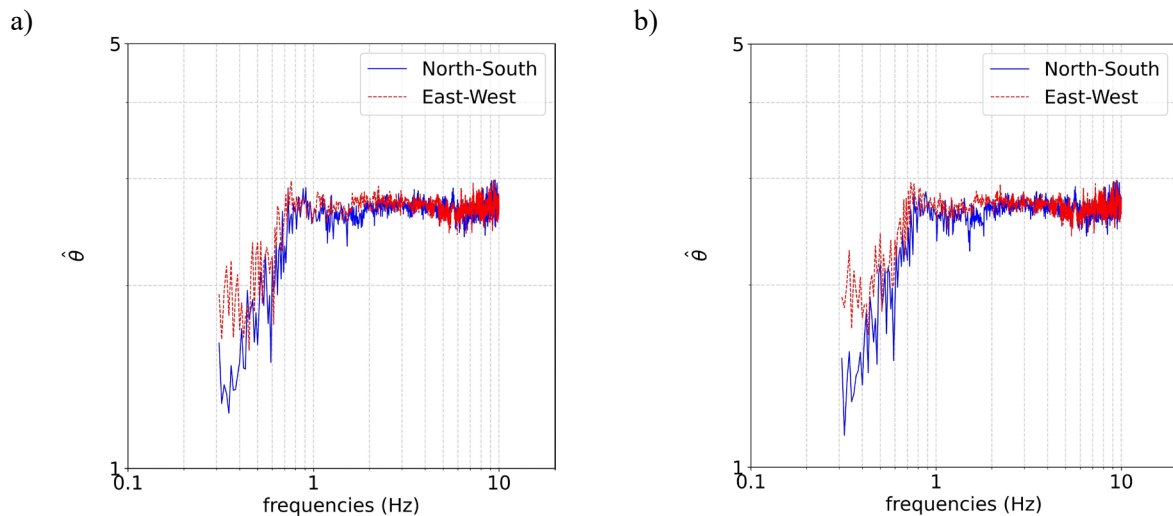 a)
5
North-South
East-West
θ̂
1
0.1
1
10
frequencies (Hz)
b)
5
North-South
East-West
θ̂
1
0.1
1
10
frequencies (Hz)